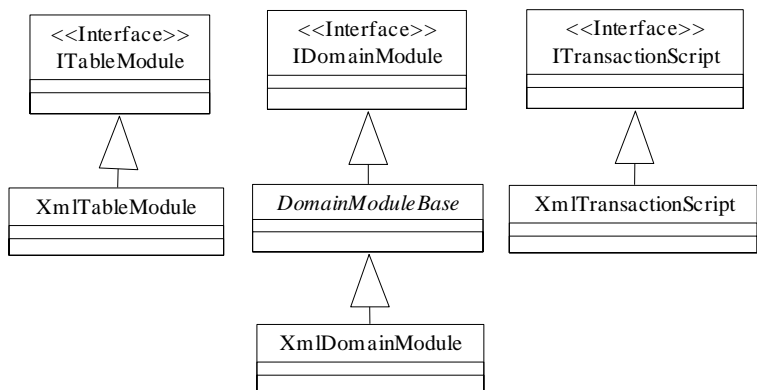 <<Interface>>
ITableModule
<<Interface>>
IDomainModule
<<Interface>>
ITransactionScript
XmlTableModule
DomainModuleBase
XmlTransactionScript
XmlDomainModule